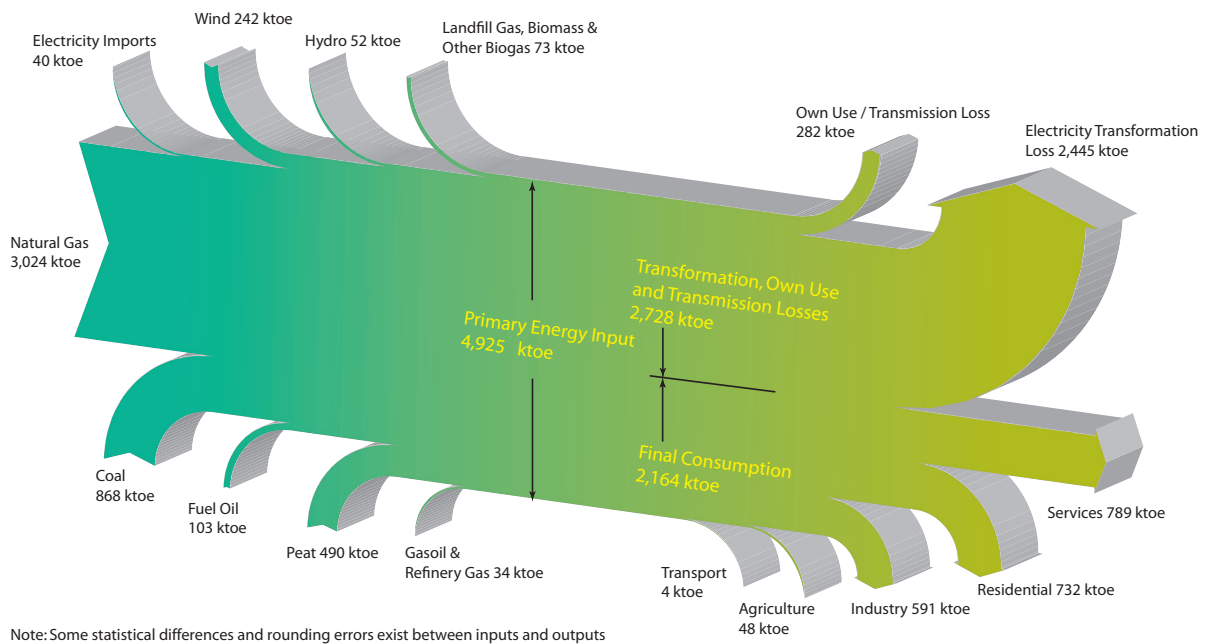 Wind 242 ktoe
Electricity Imports
40 ktoe
Hydro 52 ktoe
Landfill Gas, Biomass &
Other Biogas 73 ktoe
Own Use / Transmission Loss
282 ktoe
Electricity Transformation
Loss 2,445 ktoe
Natural Gas
3,024 ktoe
Primary Energy Input
4,925 ktoe
Transformation, Own Use
and Transmission Losses
2,728 ktoe
Final Consumption
2,164 ktoe
Coal
868 ktoe
Fuel Oil
103 ktoe
Peat 490 ktoe
Gasoil &
Refinery Gas 34 ktoe
Transport
4 ktoe
Agriculture
48 ktoe
Industry 591 ktoe
Residential 732 ktoe
Services 789 ktoe
Note: Some statistical differences and rounding errors exist between inputs and outputs